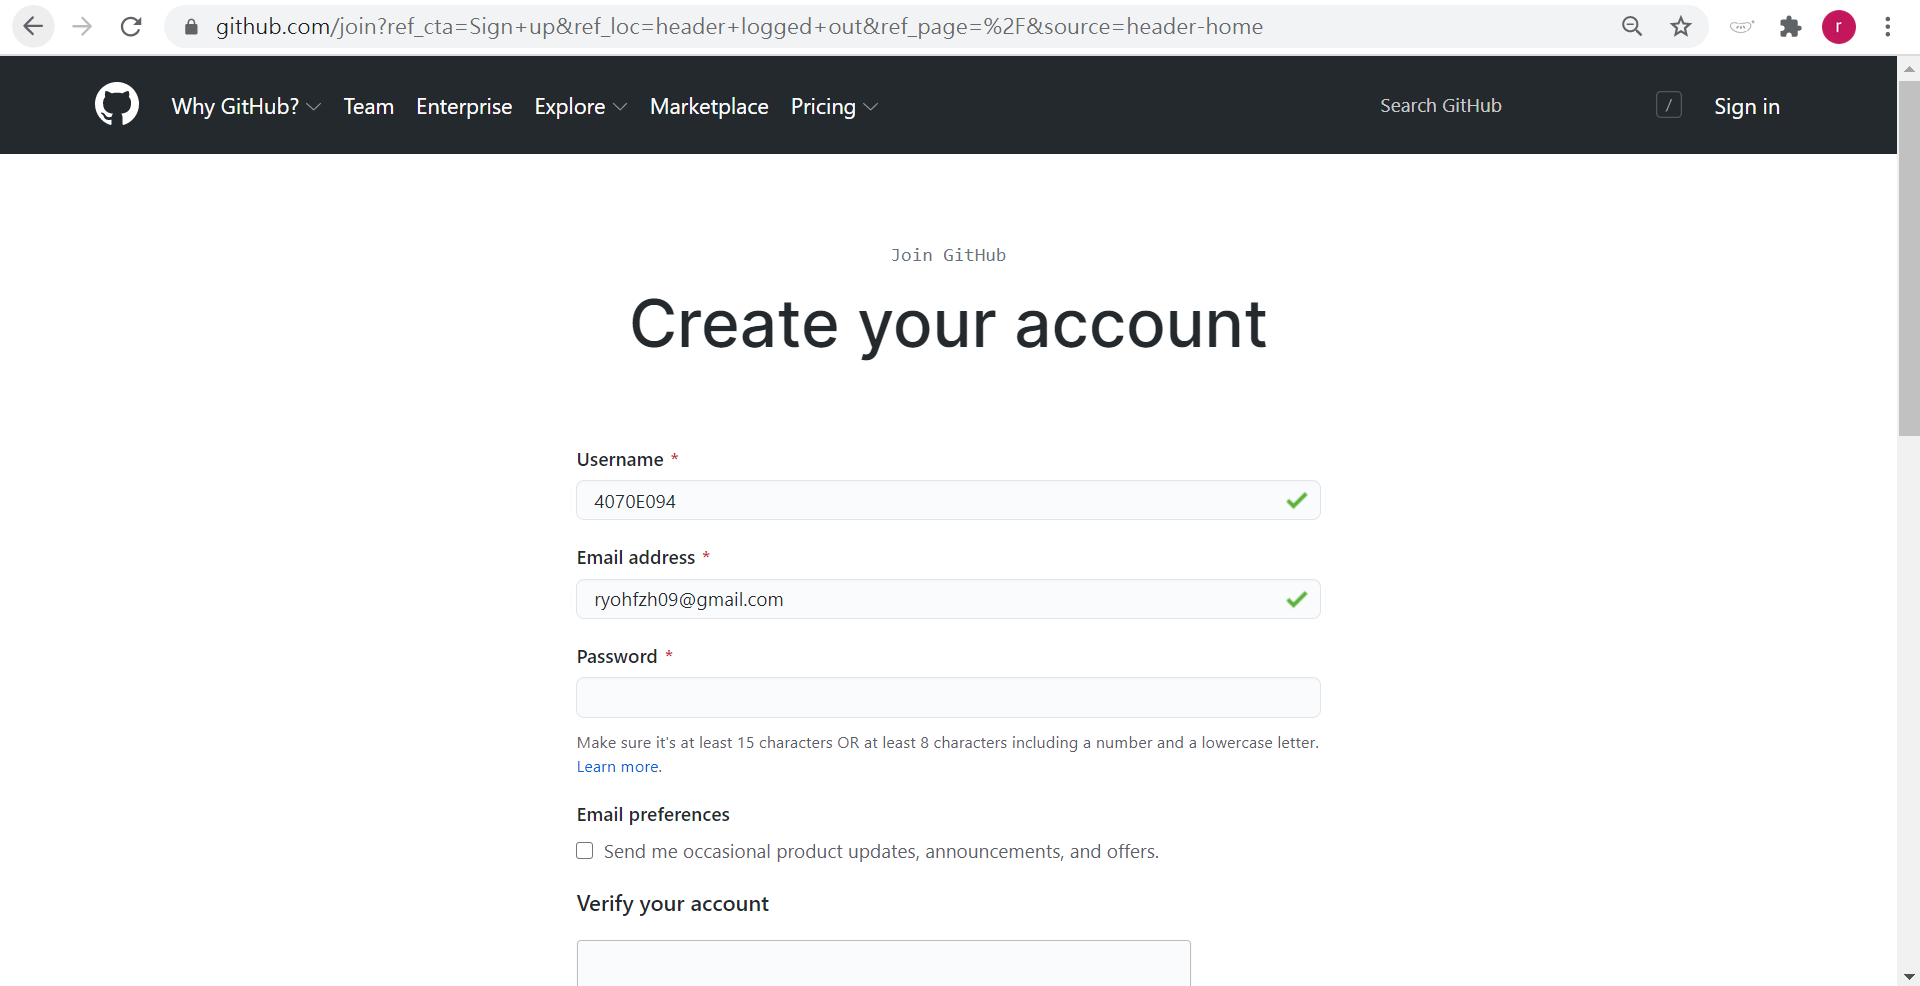 github.com/join?ref_cta=Sign+up&ref_loc=header+logged+out&ref_page=%2F&source=header-home
r
Why GitHub? Team Enterprise Explore Marketplace Pricing Search GitHub / Sign in
Join GitHub
Create your account
Username *
4070E094
Email address *
ryohfzh09@gmail.com
Password *
Make sure it's at least 15 characters OR at least 8 characters including a number and a lowercase letter.
Learn more.
Email preferences
Send me occasional product updates, announcements, and offers.
Verify your account